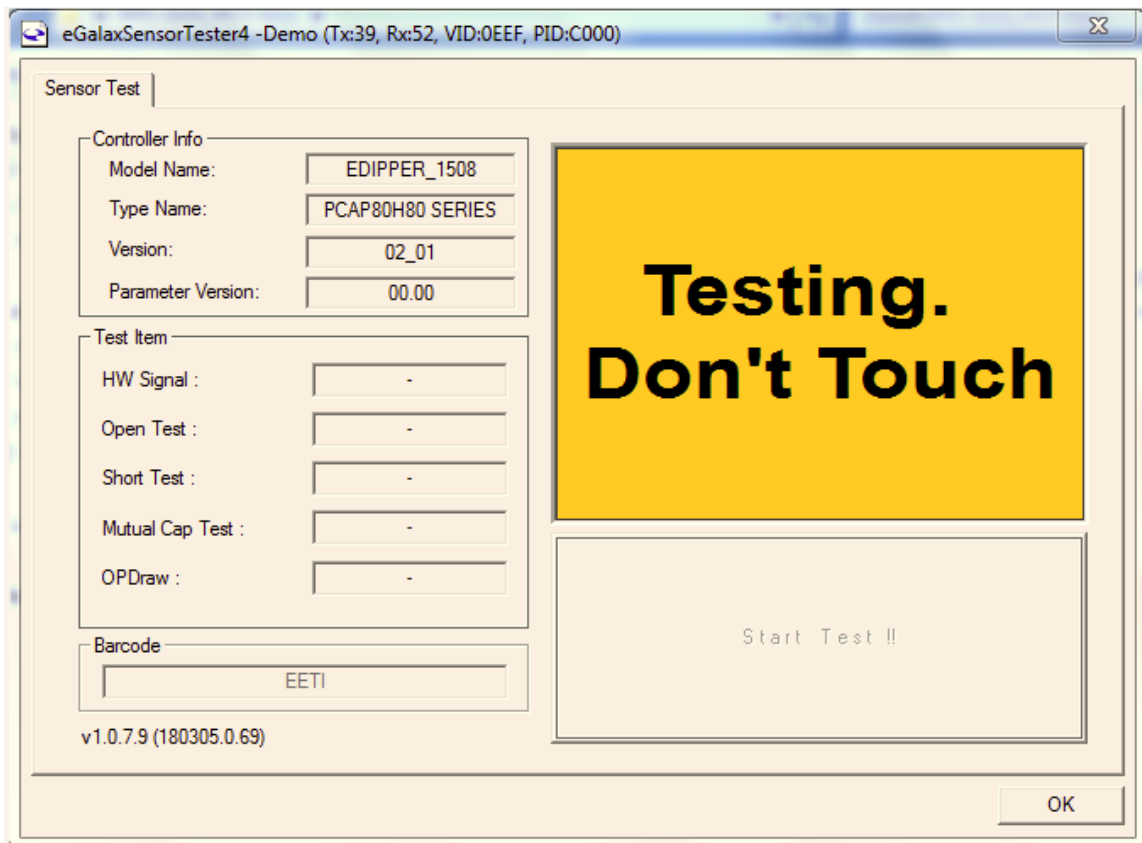 eGalaxSensorTester4 -Demo (Tx:39, Rx:52, VID:0EEF, PID:C000)
Sensor Test
Controller Info
Model Name: EDIPPER_1508
Type Name: PCAP80H80 SERIES
Version: 02_01
Parameter Version: 00.00
Test Item
HW Signal : -
Open Test : -
Short Test : -
Mutual Cap Test : -
OPDraw : -
Barcode
EETI
v1.0.7.9 (180305.0.69)
Testing.
Don't Touch
Start Test !!
OK